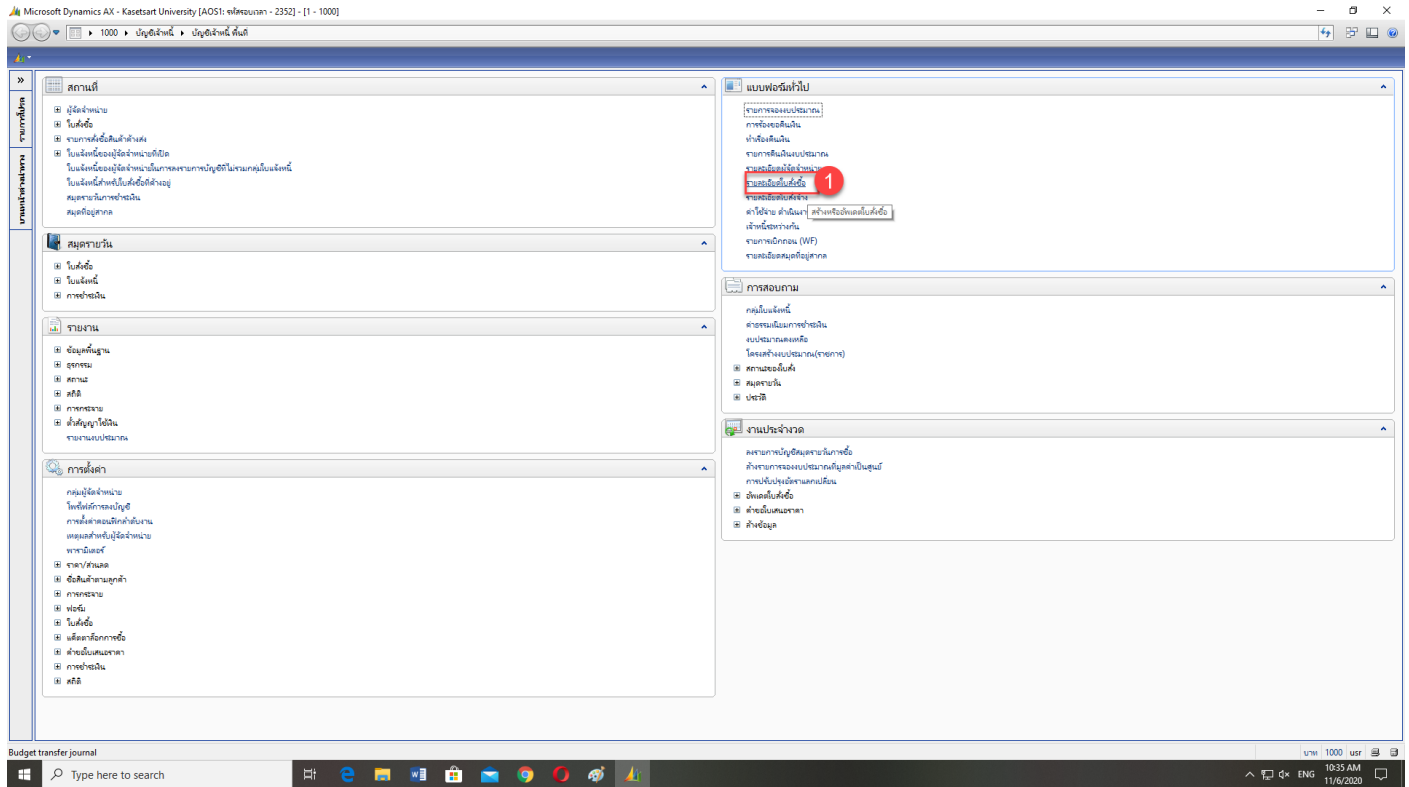 Microsoft Dynamics AX - Kasetsart University [AOS1: รหัสรอบเวลา - 2352] - [1 - 1000]
1000 ▸ บัญชีเจ้าหนี้ ▸ บัญชีเจ้าหนี้ พื้นที่
รายการโปรด
บานหน้าต่างนำทาง
สถานที่
ผู้จัดจำหน่าย
ใบสั่งซื้อ
รายการสั่งซื้อสินค้าค้างส่ง
ใบแจ้งหนี้ของผู้จัดจำหน่ายที่เปิด
ใบแจ้งหนี้ของผู้จัดจำหน่ายในการลงรายการบัญชีที่ไม่รวมกลุ่มใบแจ้งหนี้
ใบแจ้งหนี้สำหรับใบสั่งซื้อที่ค้างอยู่
สมุดรายวันการชำระเงิน
สมุดที่อยู่สากล
สมุดรายวัน
ใบสั่งซื้อ
ใบแจ้งหนี้
การชำระเงิน
รายงาน
ข้อมูลพื้นฐาน
ธุรกรรม
สถานะ
สถิติ
การกระจาย
ตั๋วสัญญาใช้เงิน
รายงานงบประมาณ
การตั้งค่า
กลุ่มผู้จัดจำหน่าย
โพรไฟล์การลงบัญชี
การตั้งค่าคอนฟิกลำดับงาน
เหตุผลสำหรับผู้จัดจำหน่าย
พารามิเตอร์
ราคา/ส่วนลด
ชื่อสินค้าตามลูกค้า
การกระจาย
ฟอร์ม
ใบสั่งซื้อ
แค็ตตาล็อกการซื้อ
คำขอใบเสนอราคา
การชำระเงิน
สถิติ
แบบฟอร์มทั่วไป
รายการจองงบประมาณ
การร้องขอคืนเงิน
ทำเรื่องคืนเงิน
รายการคืนเงินงบประมาณ
รายละเอียดผู้จัดจำหน่าย
รายละเอียดใบสั่งซื้อ 1
รายละเอียดใบสั่งจ้าง
ค่าใช้จ่าย ดำเนินงา สร้างหรืออัพเดตใบสั่งซื้อ
เจ้าหนี้ระหว่างกัน
รายการเบิกถอน (WF)
รายละเอียดสมุดที่อยู่สากล
การสอบถาม
กลุ่มใบแจ้งหนี้
ค่าธรรมเนียมการชำระเงิน
งบประมาณคงเหลือ
โครงสร้างงบประมาณ(รายการ)
สถานะของใบสั่ง
สมุดรายวัน
ประวัติ
งานประจำงวด
ลงรายการบัญชีสมุดรายวันการซื้อ
ล้างรายการจองงบประมาณที่มูลค่าเป็นศูนย์
การปรับปรุงอัตราแลกเปลี่ยน
อัพเดตใบสั่งซื้อ
คำขอใบเสนอราคา
ล้างข้อมูล
Budget transfer journal
บาท 1000 usr
Type here to search
ENG
10:35 AM
11/6/2020